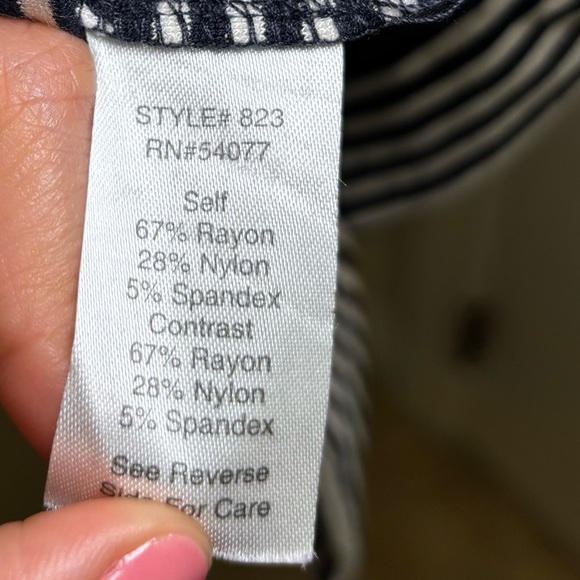 STYLE# 823
RN#54077
Self
67% Rayon
28% Nylon
5% Spandex
Contrast
67% Rayon
28% Nylon
5% Spandex
See Reverse
Side For Care